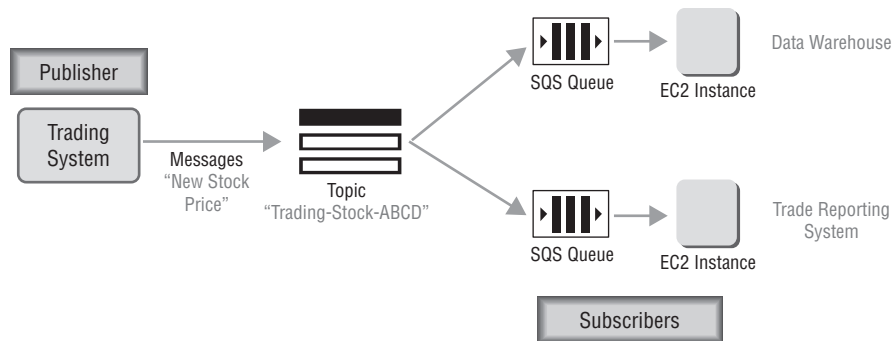 Publisher
Trading
System
Messages
“New Stock
Price”
Topic
“Trading-Stock-ABCD”
SQS Queue
EC2 Instance
Data Warehouse
SQS Queue
EC2 Instance
Trade Reporting
System
Subscribers